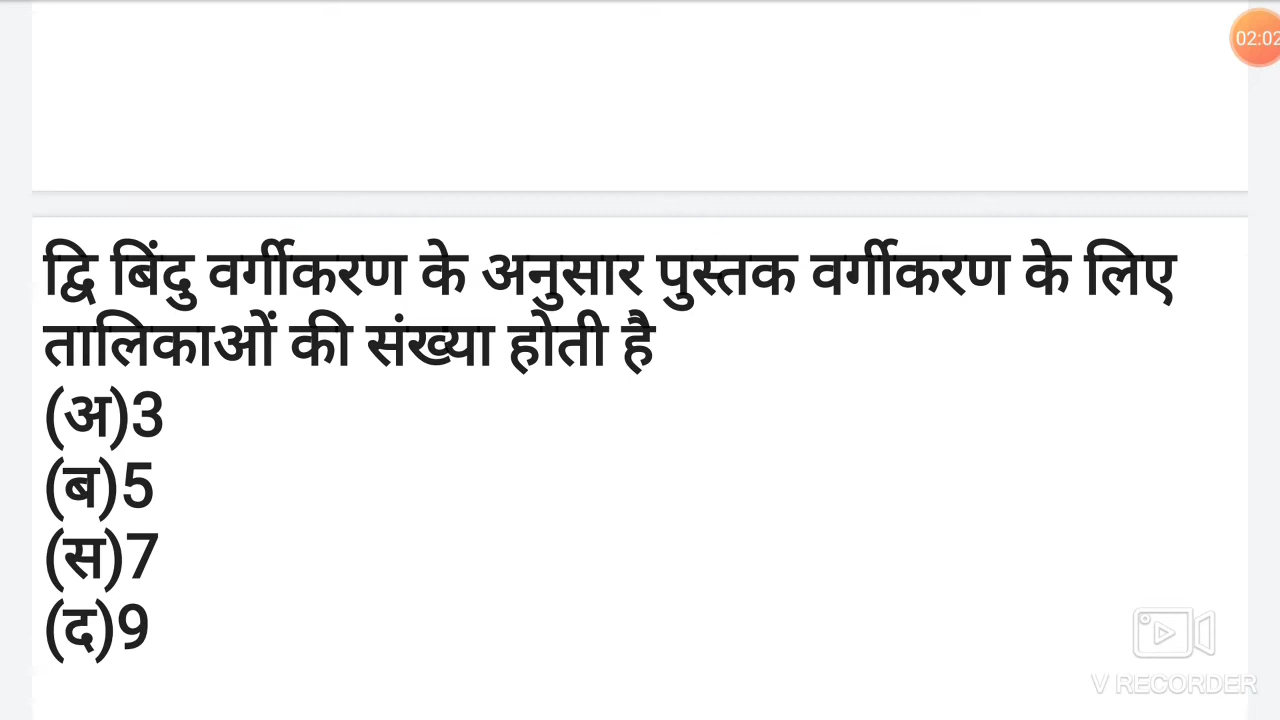 02:02
द्वि बिंदु वर्गीकरण के अनुसार पुस्तक वर्गीकरण के लिए
तालिकाओं की संख्या होती है
(अ)3
(ब)5
(स)7
(द)9
V RECORDER